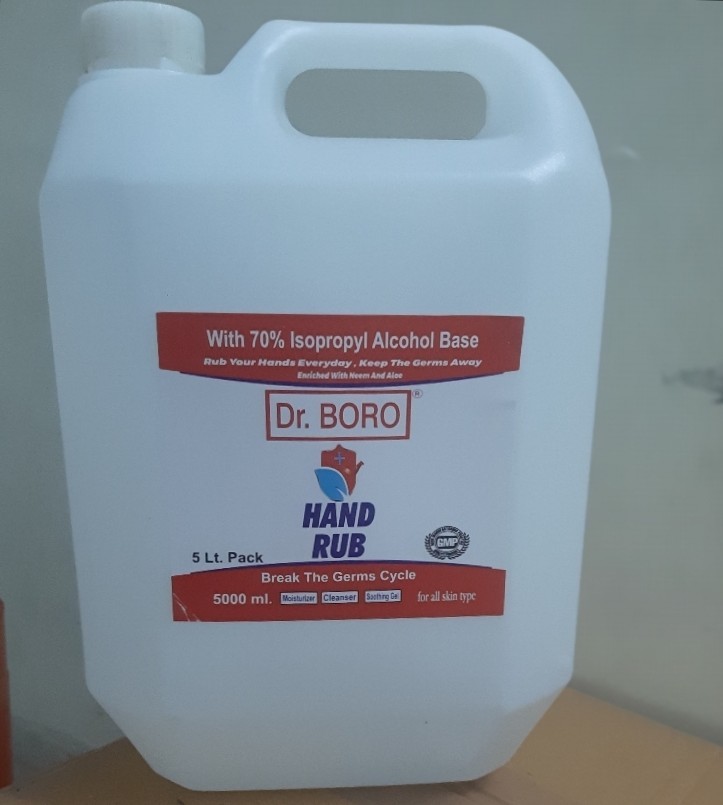 With 70% Isopropyl Alcohol Base
Rub Your Hands Everyday, Keep The Germs Away
Enriched With Neem And Aloe
Dr. BORO®
HAND
RUB
GMP
5 Lt. Pack
Break The Germs Cycle
5000 ml. Moisturizer Cleanser Soothing Gel for all skin type